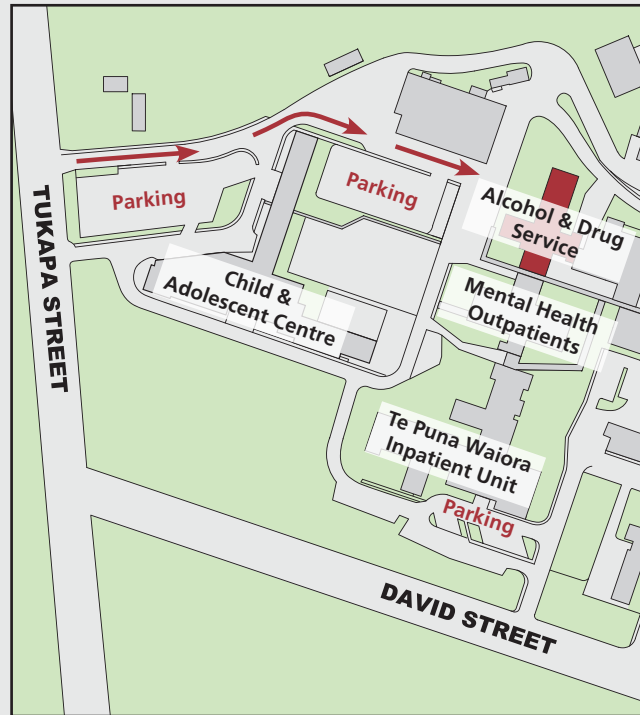 TUKAPA STREET
Parking
Parking
Alcohol & Drug
Service
Child &
Adolescent Centre
Mental Health
Outpatients
Te Puna Waiora
Inpatient Unit
Parking
DAVID STREET